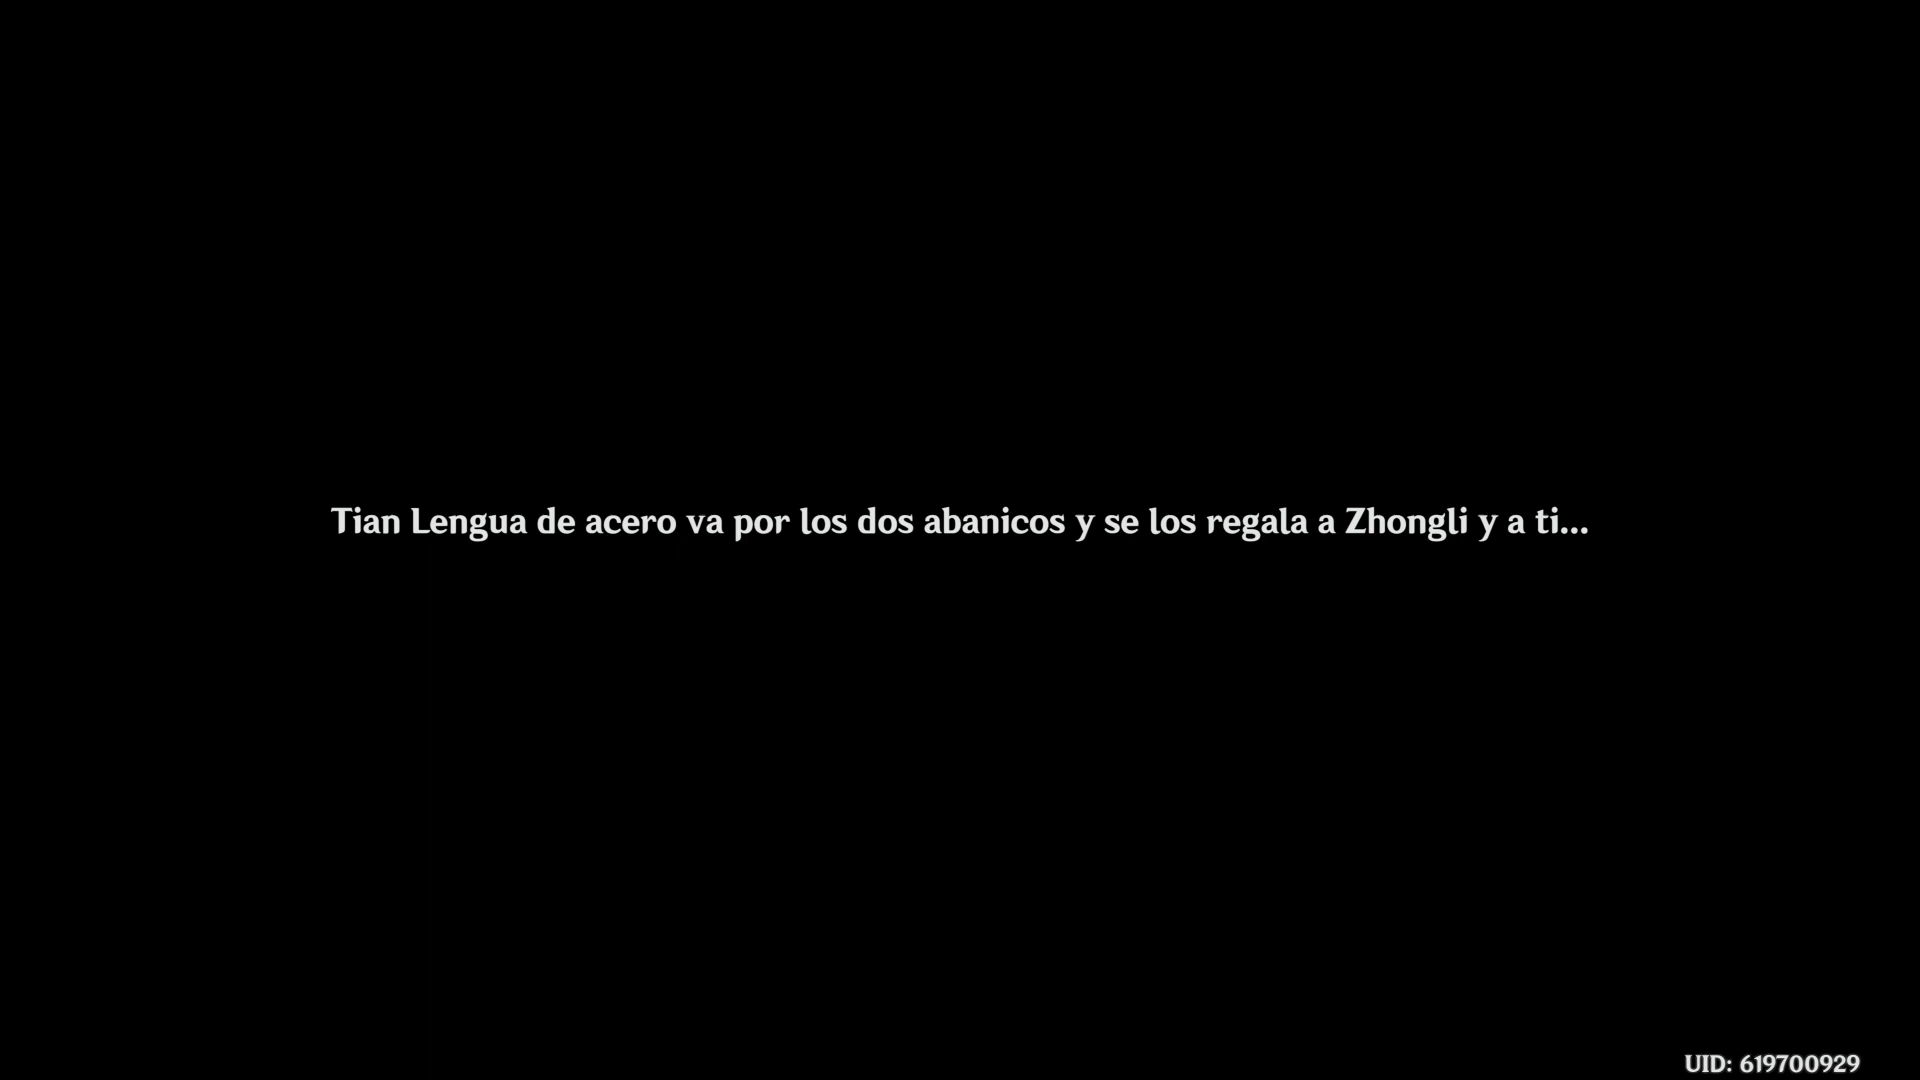 Tian Lengua de acero va por los dos abanicos y se los regala a Zhongli y a ti...
UID: 619700929